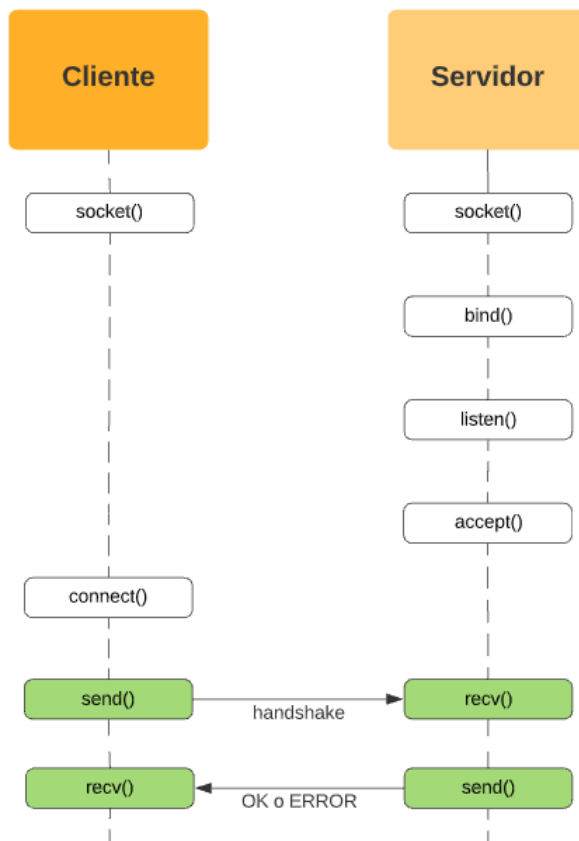 Cliente
Servidor
socket()
socket()
bind()
listen()
accept()
connect()
send()
handshake
recv()
recv()
OK o ERROR
send()